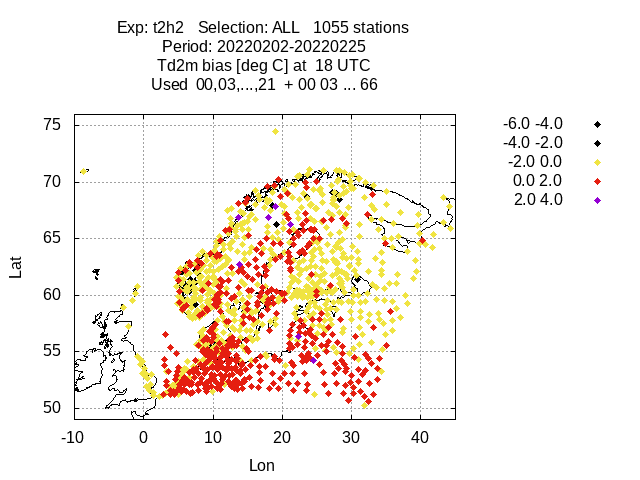 Exp: t2h2   Selection: ALL   1055 stations
Period: 20220202-20220225
Td2m bias [deg C] at  18 UTC
Used  00,03,...,21  + 00 03 ... 66
-6.0 -4.0
-4.0 -2.0
-2.0 0.0
0.0 2.0
2.0 4.0
75
70
65
60
55
50
Lat
-10 0 10 20 30 40
Lon